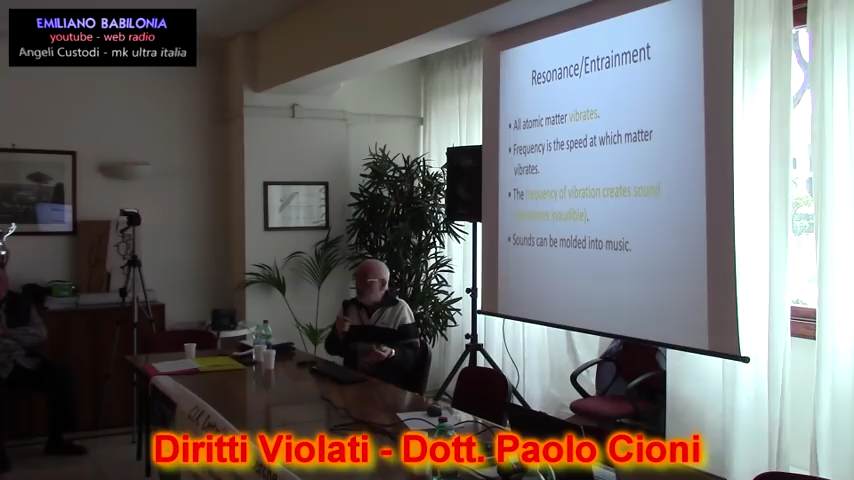 EMILIANO BABILONIA
youtube - web radio
Angeli Custodi - mk ultra italia
Resonance/Entrainment
• All atomic matter vibrates.
• Frequency is the speed at which matter
vibrates.
• The frequency of vibration creates sound
(sometimes inaudible).
• Sounds can be molded into music.
Diritti Violati - Dott. Paolo Cioni